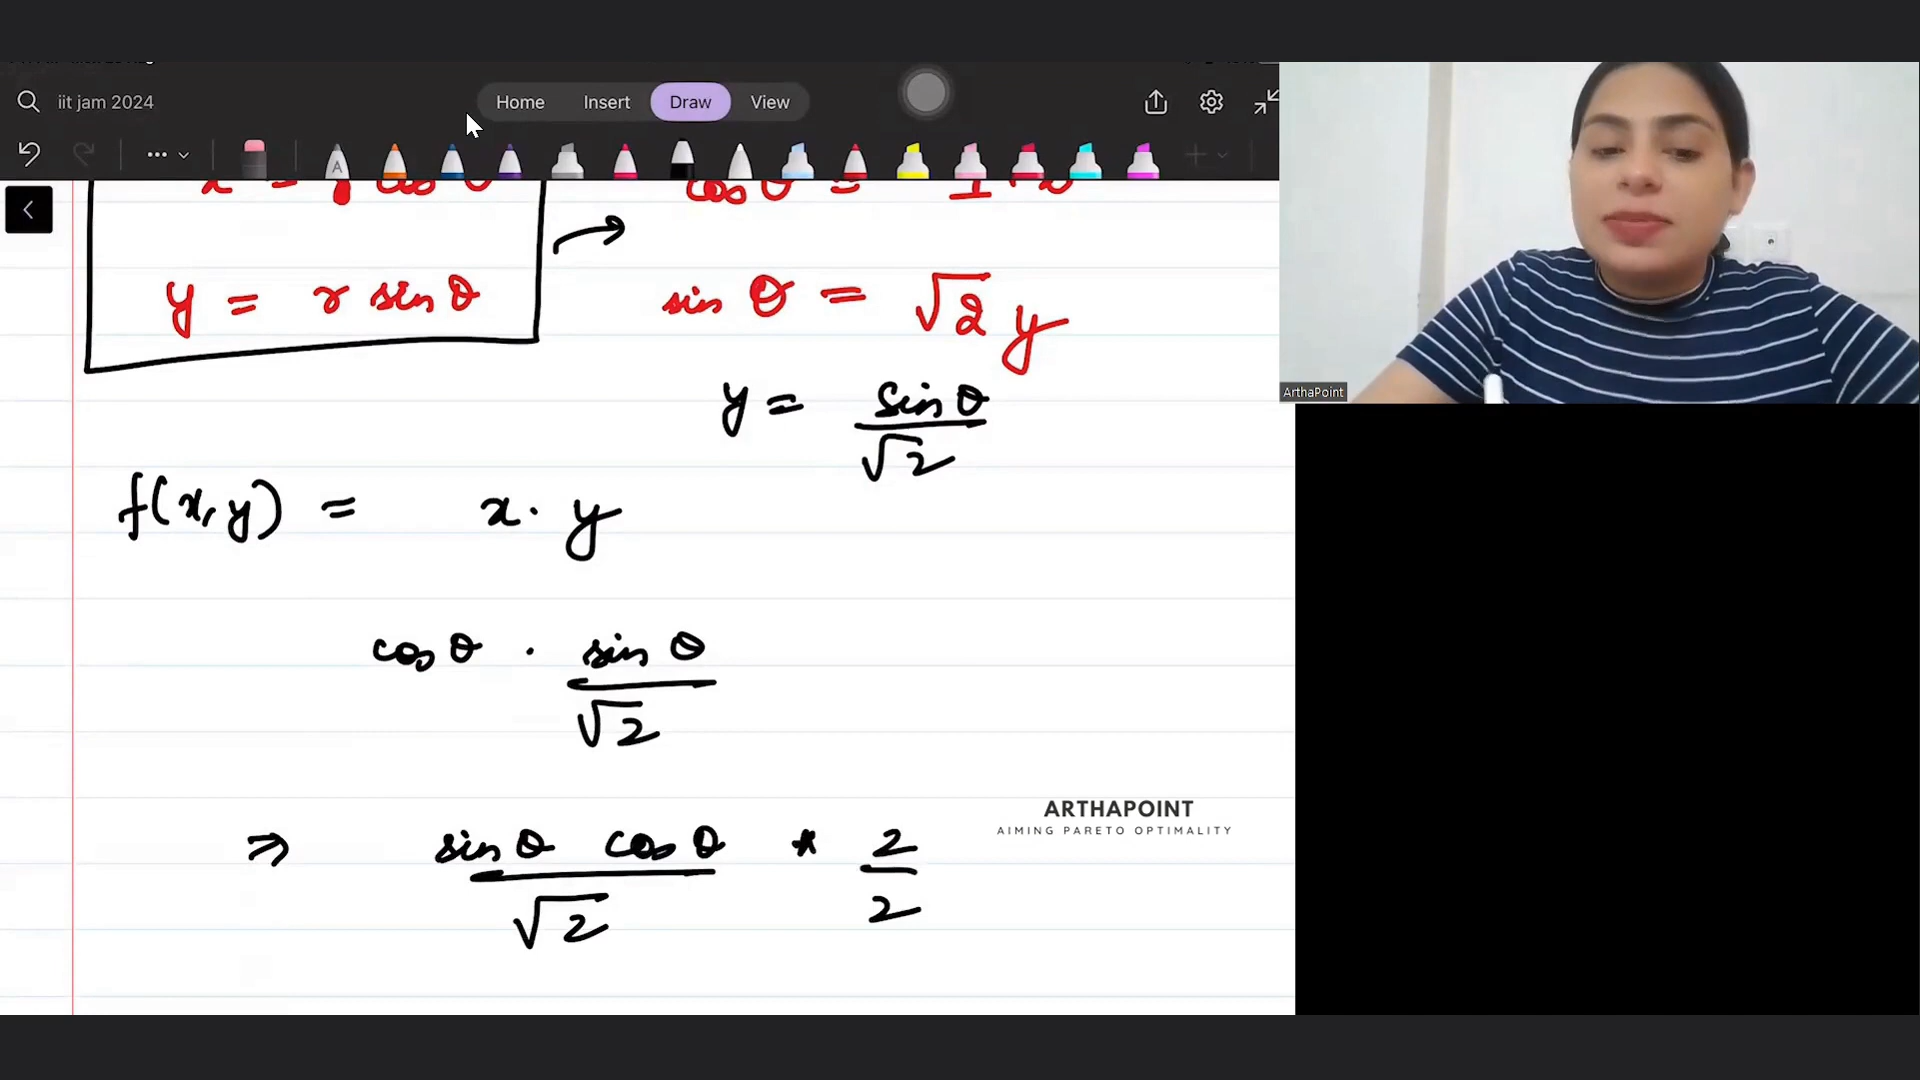 iit jam 2024
Home Insert Draw View
A
y = r sin θ
sin θ = √2 y
y = sin θ / √2
f(x, y) = x · y
cos θ · sin θ / √2
⇒ sin θ cos θ / √2 * 2 / 2
ARTHAPOINT
AIMING PARETO OPTIMALITY
ArthaPoint